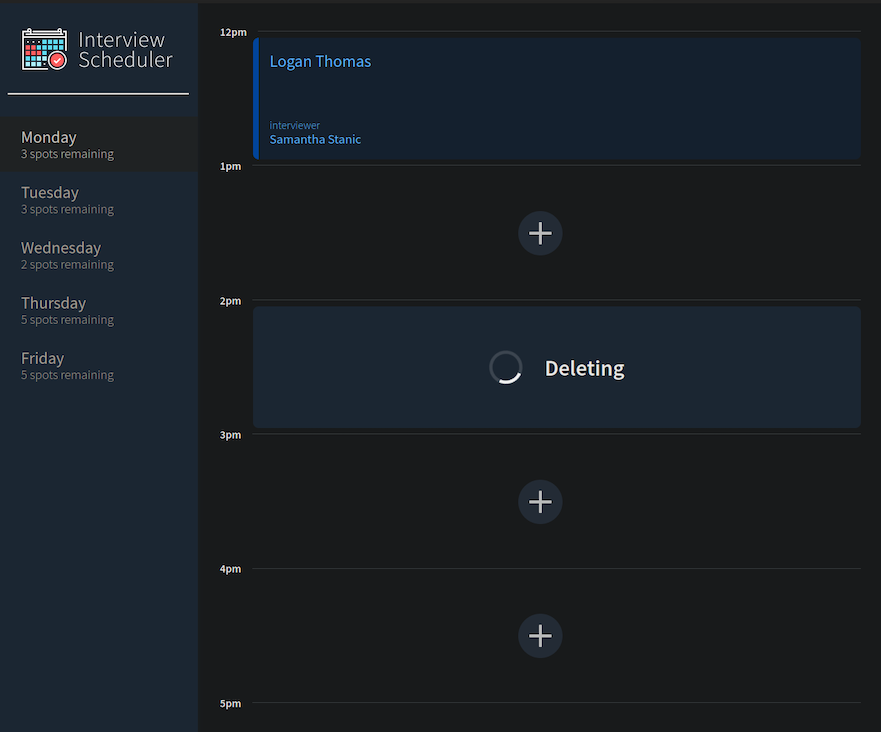 Interview
Scheduler
Monday
3 spots remaining
Tuesday
3 spots remaining
Wednesday
2 spots remaining
Thursday
5 spots remaining
Friday
5 spots remaining
12pm
Logan Thomas
interviewer
Samantha Stanic
1pm
2pm
Deleting
3pm
4pm
5pm